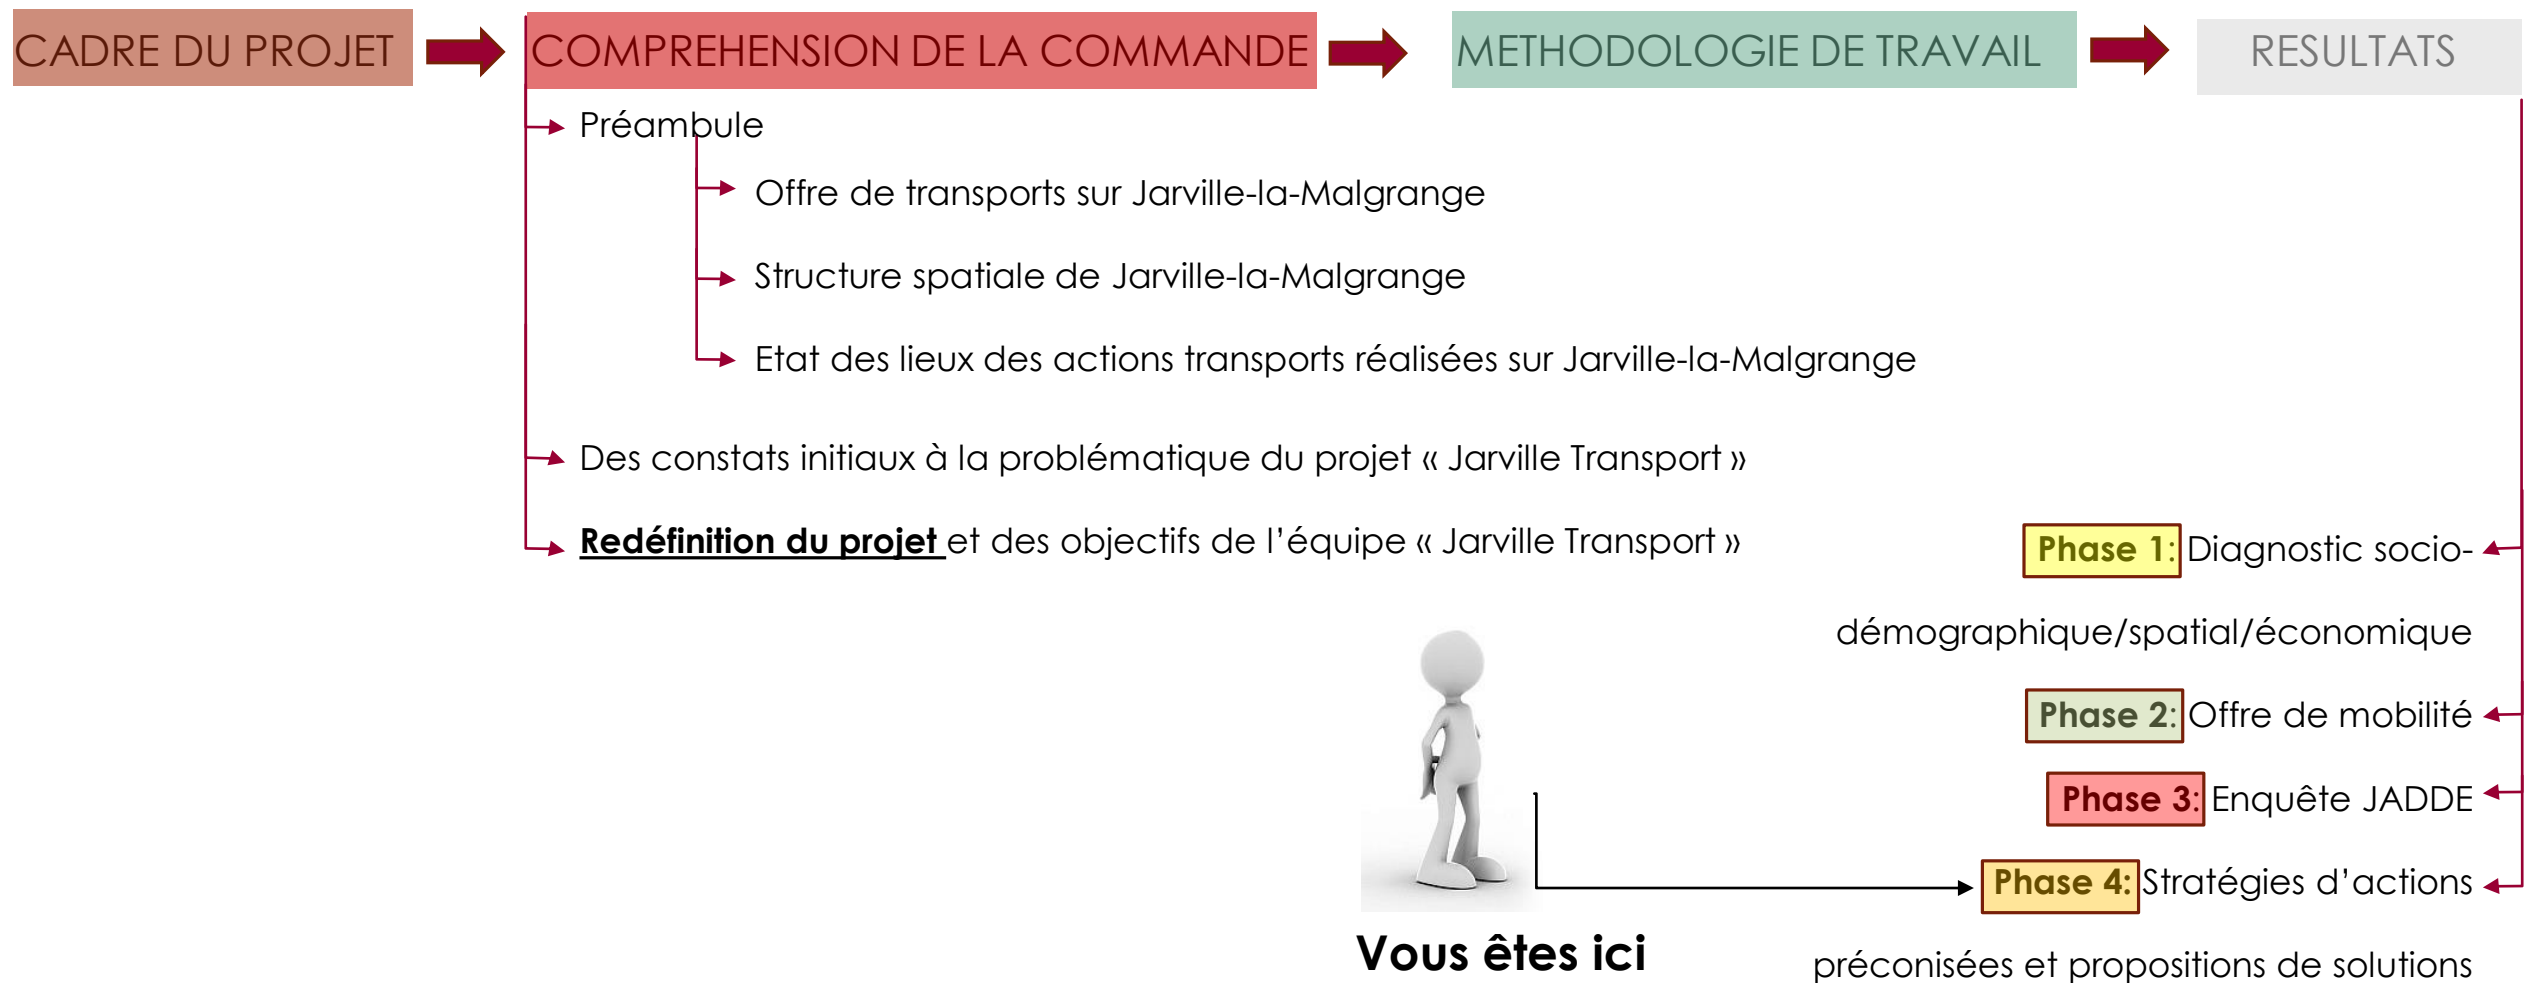 CADRE DU PROJET
COMPREHENSION DE LA COMMANDE
METHODOLOGIE DE TRAVAIL
RESULTATS
Préambule
Offre de transports sur Jarville-la-Malgrange
Structure spatiale de Jarville-la-Malgrange
Etat des lieux des actions transports réalisées sur Jarville-la-Malgrange
Des constats initiaux à la problématique du projet « Jarville Transport »
Redéfinition du projet et des objectifs de l’équipe « Jarville Transport »
Phase 1: Diagnostic socio-
démographique/spatial/économique
Phase 2: Offre de mobilité
Phase 3: Enquête JADDE
Phase 4: Stratégies d’actions
préconisées et propositions de solutions
Vous êtes ici